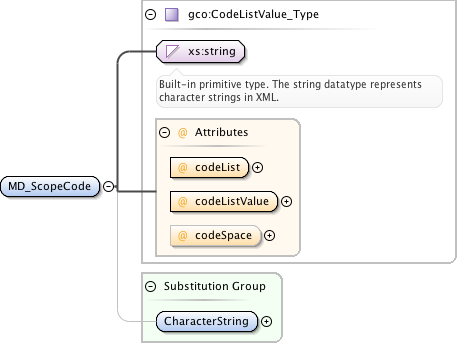 gco:CodeListValue_Type
xs:string
Built-in primitive type. The string datatype represents
character strings in XML.
@ Attributes
@ codeList
MD_ScopeCode
@ codeListValue
@ codeSpace
Substitution Group
CharacterString